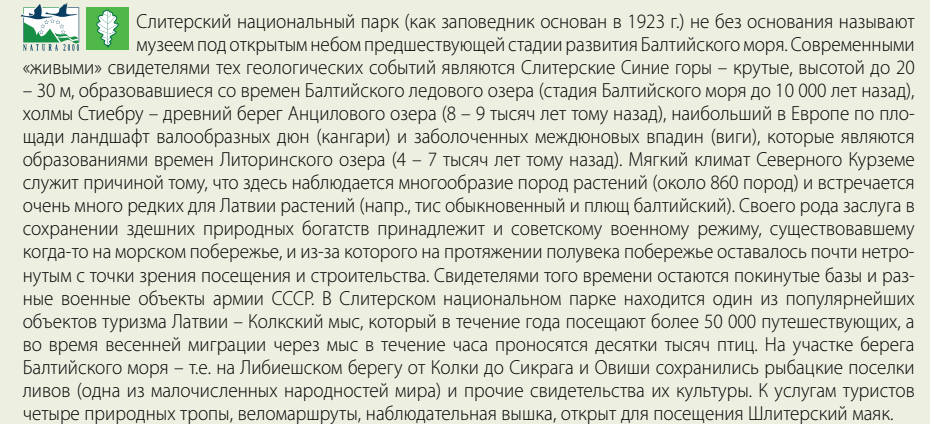 NATURA 2000
Слитерский национальный парк (как заповедник основан в 1923 г.) не без основания называют
музеем под открытым небом предшествующей стадии развития Балтийского моря. Современными
«живыми» свидетелями тех геологических событий являются Слитерские Синие горы – крутые, высотой до 20
– 30 м, образовавшиеся со времен Балтийского ледового озера (стадия Балтийского моря до 10 000 лет назад),
холмы Стиебру – древний берег Анцилового озера (8 – 9 тысяч лет тому назад), наибольший в Европе по пло-
щади ландшафт валообразных дюн (кангари) и заболоченных междюновых впадин (виги), которые являются
образованиями времен Литоринского озера (4 – 7 тысяч лет тому назад). Мягкий климат Северного Курземе
служит причиной тому, что здесь наблюдается многообразие пород растений (около 860 пород) и встречается
очень много редких для Латвии растений (напр., тис обыкновенный и плющ балтийский). Своего рода заслуга в
сохранении здешних природных богатств принадлежит и советскому военному режиму, существовавшему
когда-то на морском побережье, и из-за которого на протяжении полувека побережье оставалось почти нетро-
нутым с точки зрения посещения и строительства. Свидетелями того времени остаются покинутые базы и раз-
ные военные объекты армии СССР. В Слитерском национальном парке находится один из популярнейших
объектов туризма Латвии – Колкский мыс, который в течение года посещают более 50 000 путешествующих, а
во время весенней миграции через мыс в течение часа проносятся десятки тысяч птиц. На участке берега
Балтийского моря – т.е. на Либиешском берегу от Колки до Сикрага и Овиши сохранились рыбацкие поселки
ливов (одна из малочисленных народностей мира) и прочие свидетельства их культуры. К услугам туристов
четыре природных тропы, веломаршруты, наблюдательная вышка, открыт для посещения Шлитерский маяк.